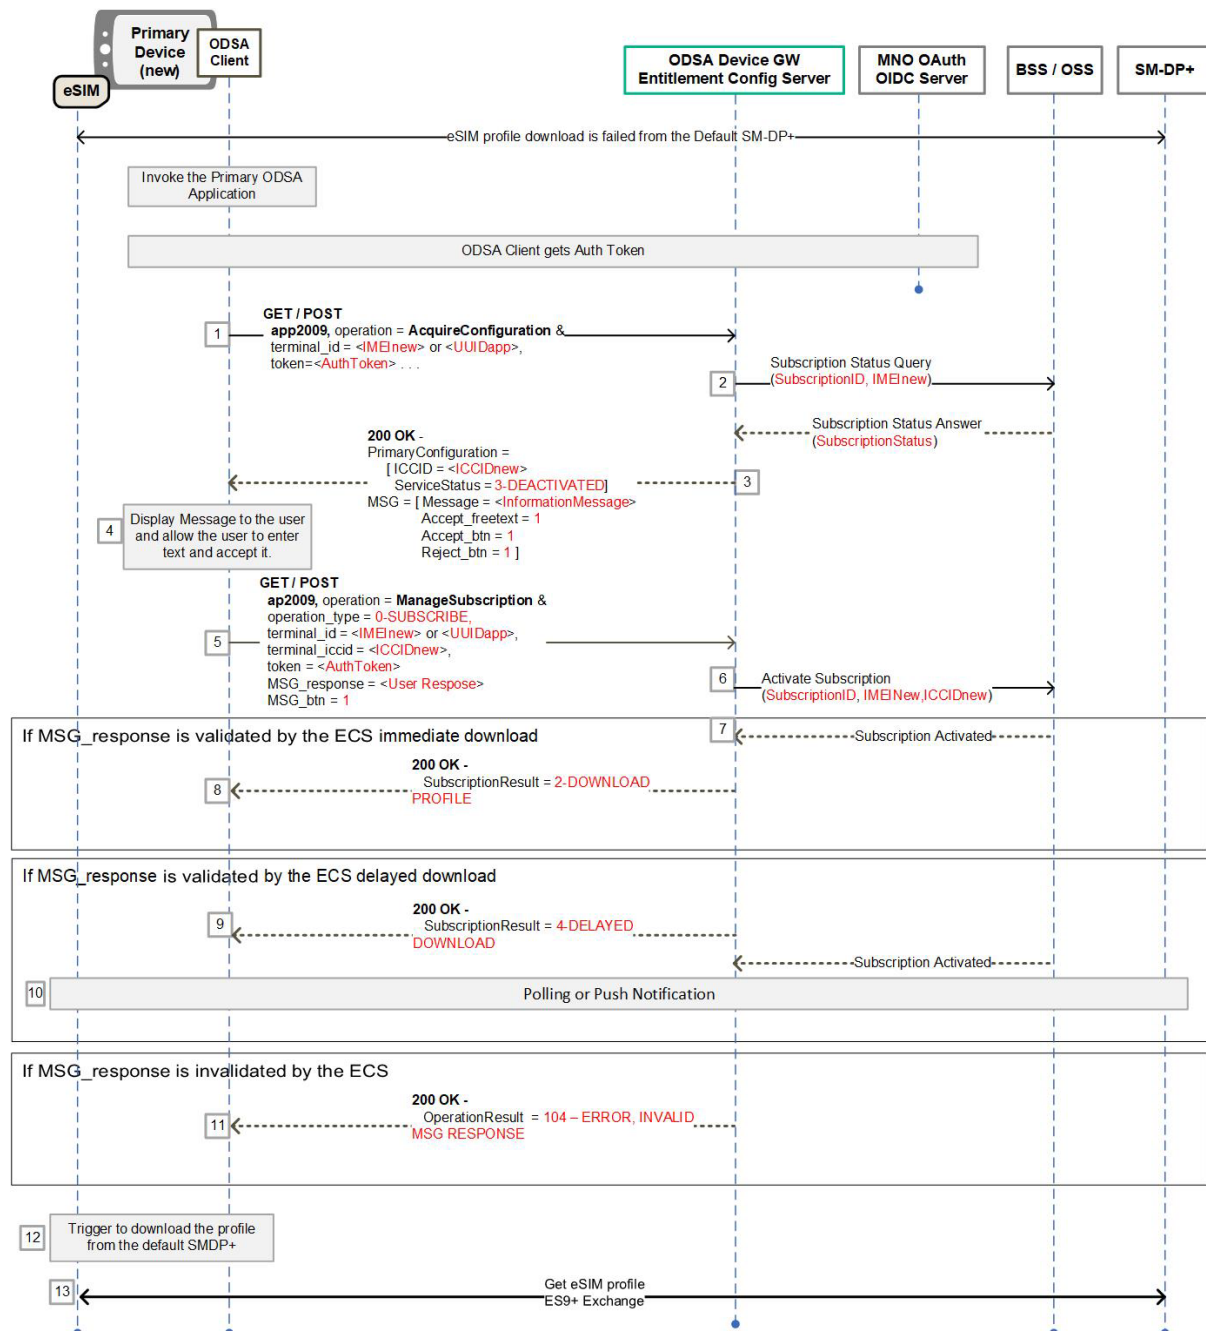 Primary
Device
(new)
ODSA
Client
eSIM
ODSA Device GW
Entitlement Config Server
MNO OAuth
OIDC Server
BSS / OSS
SM-DP+
eSIM profile download is failed from the Default SM-DP+
Invoke the Primary ODSA
Application
ODSA Client gets Auth Token
1
GET / POST
app2009, operation = AcquireConfiguration &
terminal_id = <IMEInew> or <UUIDapp>,
token=<AuthToken> . . .
2
Subscription Status Query
(SubscriptionID, IMEInew)
Subscription Status Answer
(SubscriptionStatus)
3
200 OK -
PrimaryConfiguration =
[ ICCID = <ICCIDnew>
ServiceStatus = 3-DEACTIVATED]
MSG = [ Message = <InformationMessage>
Accept_freetext = 1
Accept_btn = 1
Reject_btn = 1 ]
4
Display Message to the user
and allow the user to enter
text and accept it.
5
GET / POST
ap2009, operation = ManageSubscription &
operation_type = 0-SUBSCRIBE,
terminal_id = <IMEInew> or <UUIDapp>,
terminal_iccid = <ICCIDnew>,
token = <AuthToken>
MSG_response = <User Respose>
MSG_btn = 1
6
Activate Subscription
(SubscriptionID, IMEINew,ICCIDnew)
If MSG_response is validated by the ECS immediate download
7
Subscription Activated
8
200 OK -
SubscriptionResult = 2-DOWNLOAD
PROFILE
If MSG_response is validated by the ECS delayed download
9
200 OK -
SubscriptionResult = 4-DELAYED
DOWNLOAD
Subscription Activated
10
Polling or Push Notification
If MSG_response is invalidated by the ECS
11
200 OK -
OperationResult = 104 – ERROR, INVALID
MSG RESPONSE
12
Trigger to download the profile
from the default SMDP+
13
Get eSIM profile
ES9+ Exchange